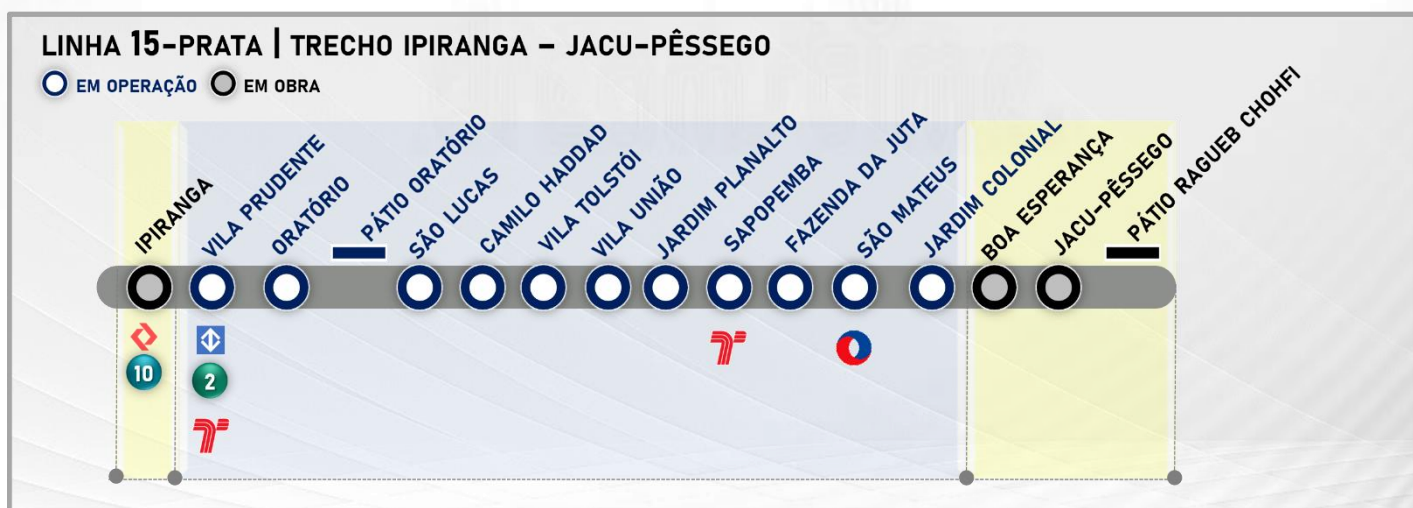 LINHA 15-PRATA | TRECHO IPIRANGA – JACU-PÊSSEGO
EM OPERAÇÃO EM OBRA
IPIRANGA
VILA PRUDENTE
ORATÓRIO
PÁTIO ORATÓRIO
SÃO LUCAS
CAMILO HADDAD
VILA TOLSTÓI
VILA UNIÃO
JARDIM PLANALTO
SAPOPEMBA
FAZENDA DA JUTA
SÃO MATEUS
JARDIM COLONIAL
BOA ESPERANÇA
JACU-PÊSSEGO
PÁTIO RAGUEB CHOHFI
10
2